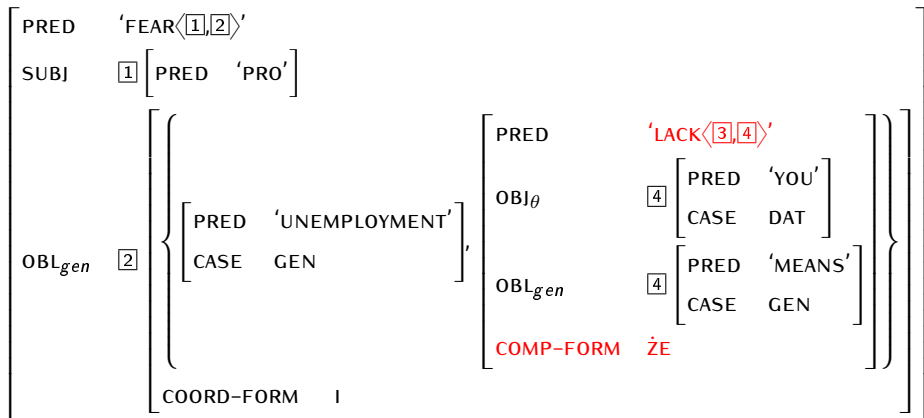 PRED ‘FEAR⟨1,2⟩’
SUBJ 1 PRED ‘PRO’
PRED ‘LACK⟨3,4⟩’
OBJθ 4 PRED ‘YOU’
CASE DAT
OBLgen 2 PRED ‘UNEMPLOYMENT’
CASE GEN ,
OBLgen 4 PRED ‘MEANS’
CASE GEN
COMP-FORM ŻE
COORD-FORM I